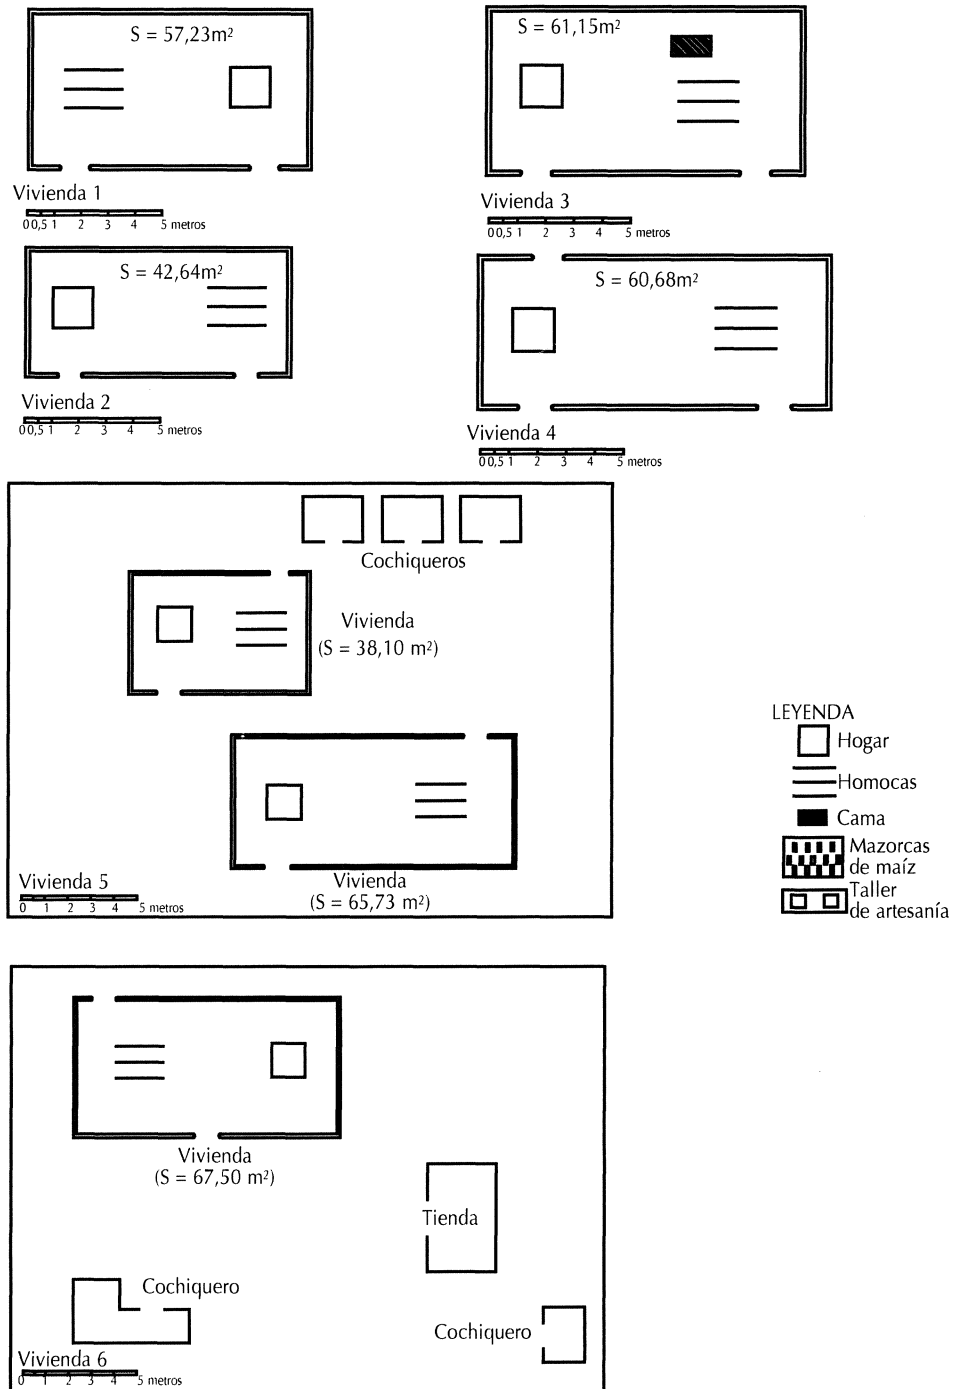 S = 57,23m²
Vivienda 1
0 0,5 1 2 3 4 5 metros
S = 42,64m²
Vivienda 2
0 0,5 1 2 3 4 5 metros
S = 61,15m²
Vivienda 3
0 0,5 1 2 3 4 5 metros
S = 60,68m²
Vivienda 4
0 0,5 1 2 3 4 5 metros
Cochiqueros
Vivienda
(S = 38,10 m²)
Vivienda
(S = 65,73 m²)
Vivienda 5
0 1 2 3 4 5 metros
LEYENDA
Hogar
Homocas
Cama
Mazorcas
de maíz
Taller
de artesanía
Vivienda
(S = 67,50 m²)
Tienda
Cochiquero
Cochiquero
Vivienda 6
0 1 2 3 4 5 metros